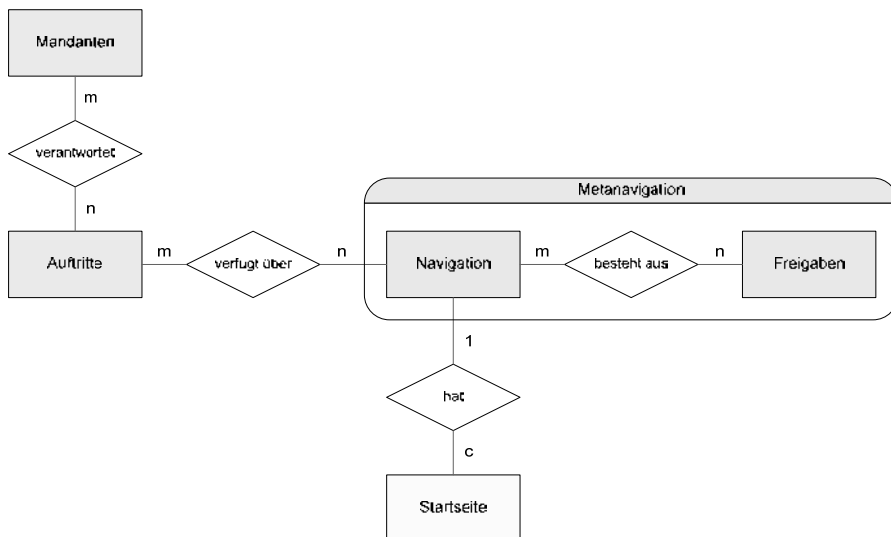 Mandanten
m
verantwortet
n
Metanavigation
Auftritte
m
verfugt über
n
Navigation
m
besteht aus
n
Freigaben
1
hat
c
Startseite